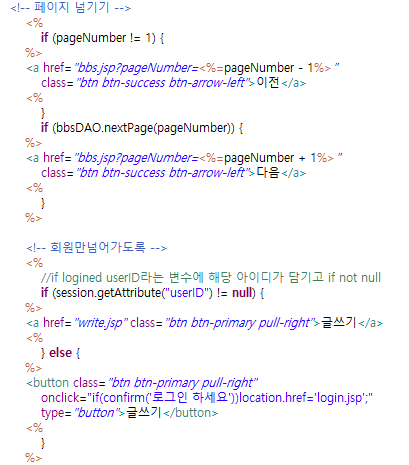 <!-- 페이지 넘기기 -->
<%
if (pageNumber != 1) {
%>
<a href="bbs.jsp?pageNumber=<%=pageNumber - 1%> "
class="btn btn-success btn-arrow-left">이전</a>
<%
}
if (bbsDAO.nextPage(pageNumber)) {
%>
<a href="bbs.jsp?pageNumber=<%=pageNumber + 1%> "
class="btn btn-success btn-arrow-left">다음</a>
<%
}
%>
<!-- 회원만넘어가도록 -->
<%
//if logined userID라는 변수에 해당 아이디가 담기고 if not null
if (session.getAttribute("userID") != null) {
%>
<a href="write.jsp" class="btn btn-primary pull-right">글쓰기</a>
<%
} else {
%>
<button class="btn btn-primary pull-right"
onclick="if(confirm('로그인 하세요'))location.href='login.jsp';"
type="button">글쓰기</button>
<%
}
%>